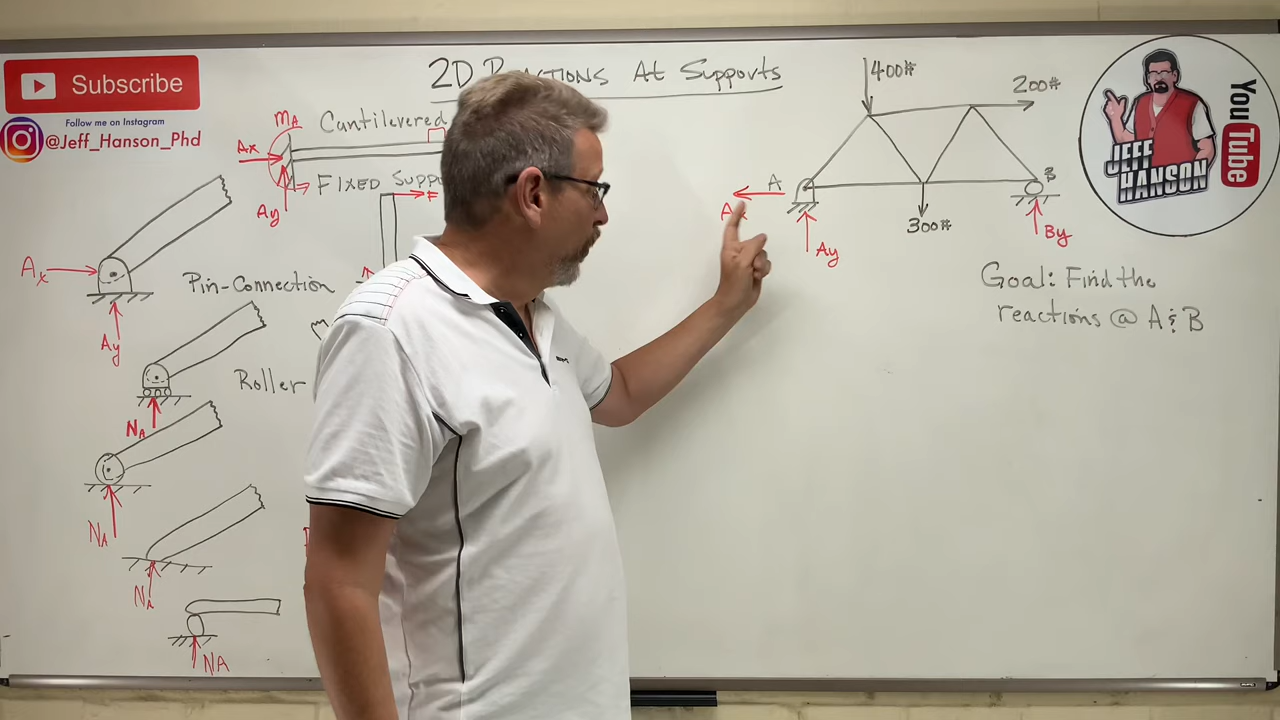 Subscribe
Follow me on Instagram
@Jeff_Hanson_Phd
2D Reactions At Supports
MA
Cantilevered
Ax
FIXED Supp
F
Ay
Ax
Pin-Connection
Ay
Roller
NA
NA
NA
NA
400#
200#
A
B
Ax
Ay
300#
By
Goal: Find the
reactions @ A & B
JEFF
HANSON
YouTube